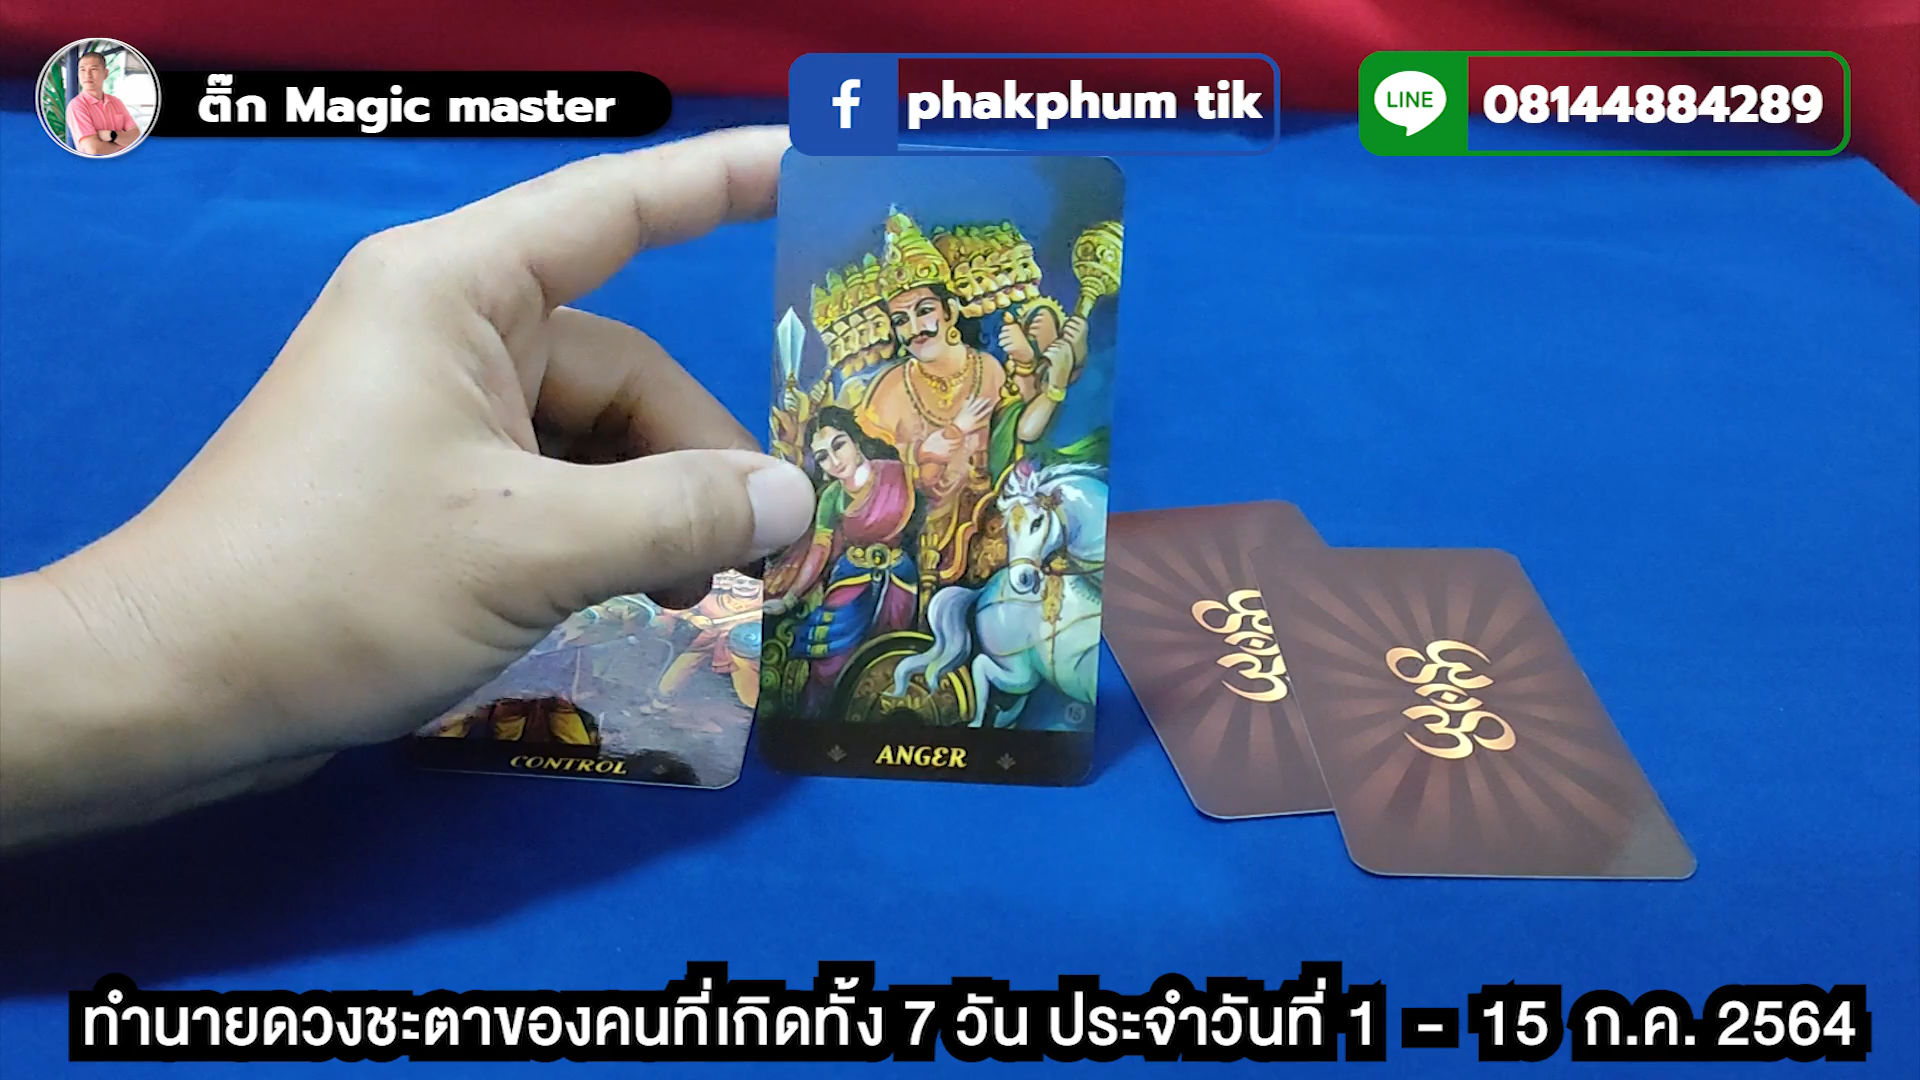 ติ๊ก Magic master
phakphum tik
LINE
08144884289
CONTROL
ANGER
15
ทำนายดวงชะตาของคนที่เกิดทั้ง 7 วัน ประจำวันที่ 1 - 15 ก.ค. 2564